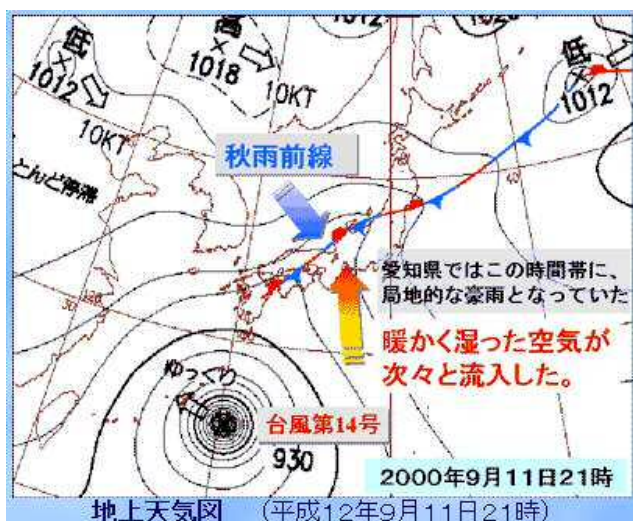 低
1012
10KT
高
1018
10KT
1012
1020
低
1012
秋雨前線
とんど停滞
愛知県ではこの時間帯に、
局地的な豪雨となっていた
暖かく湿った空気が
次々と流入した。
ゆっくり
台風第14号
930
2000年9月11日21時
地上天気図 (平成12年9月11日21時)